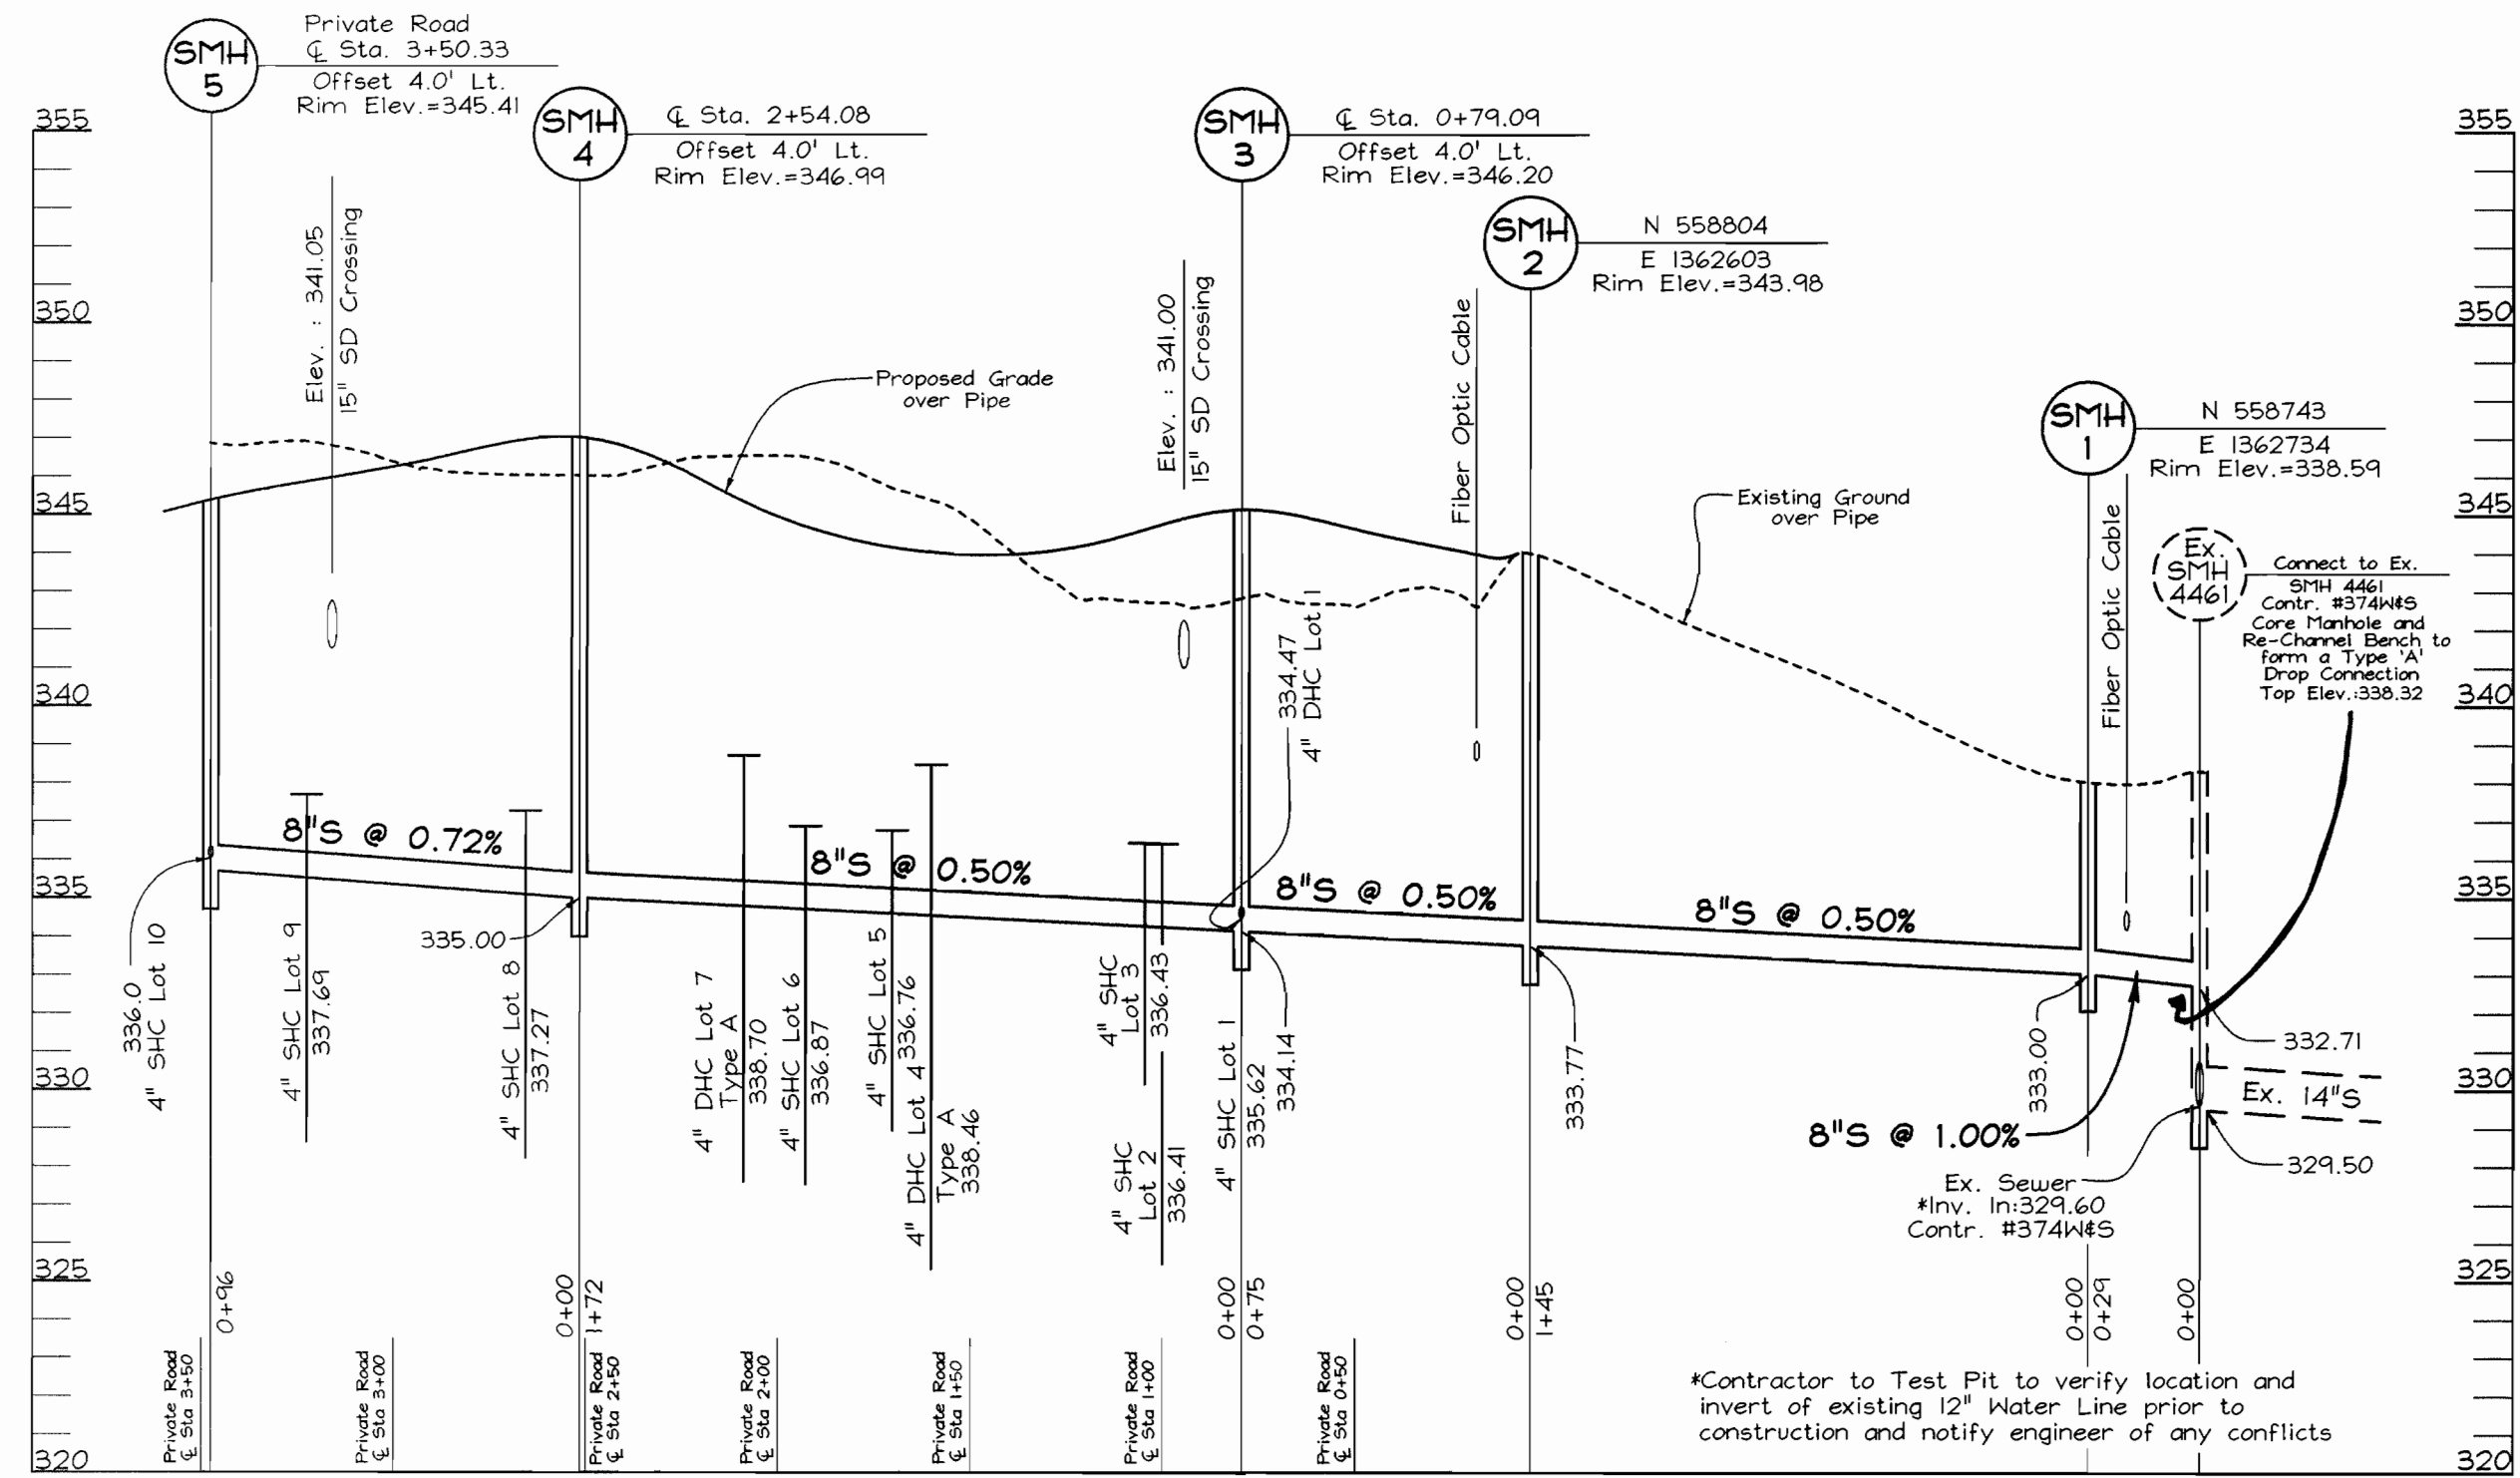 SMH
5
Private Road
℄ Sta. 3+50.33
Offset 4.0' Lt.
Rim Elev.=345.41
SMH
4
℄ Sta. 2+54.08
Offset 4.0' Lt.
Rim Elev.=346.99
SMH
3
℄ Sta. 0+79.09
Offset 4.0' Lt.
Rim Elev.=346.20
SMH
2
N 558804
E 1362603
Rim Elev.=343.98
SMH
1
N 558743
E 1362734
Rim Elev.=338.59
Ex.
SMH
4461
Connect to Ex.
SMH 4461
Contr. #374W&S
Core Manhole and
Re-Channel Bench to
form a Type 'A'
Drop Connection
Top Elev.:338.32
355
350
345
340
335
330
325
320
355
350
345
340
335
330
325
320
Elev. : 341.05
15" SD Crossing
Proposed Grade
over Pipe
Elev. : 341.00
15" SD Crossing
Fiber Optic Cable
Existing Ground
over Pipe
Fiber Optic Cable
334.47
4" DHC Lot 1
8"S @ 0.72%
8"S @ 0.50%
8"S @ 0.50%
8"S @ 0.50%
8"S @ 1.00%
336.0
4" SHC Lot 10
4" SHC Lot 9
337.69
335.00
4" SHC Lot 8
337.27
4" DHC Lot 7
Type A
338.70
4" SHC Lot 6
336.87
4" SHC Lot 5
336.76
4" DHC Lot 4
Type A
338.46
4" SHC
Lot 3
336.43
4" SHC
Lot 2
336.41
4" SHC Lot 1
335.62
334.14
333.77
333.00
332.71
Ex. 14"S
329.50
Ex. Sewer
*Inv. In:329.60
Contr. #374W&S
0+96
0+00
1+72
0+00
0+75
0+00
1+45
0+00
0+29
0+00
Private Road
℄ Sta 3+50
Private Road
℄ Sta 3+00
Private Road
℄ Sta 2+50
Private Road
℄ Sta 2+00
Private Road
℄ Sta 1+50
Private Road
℄ Sta 1+00
Private Road
℄ Sta 0+50
*Contractor to Test Pit to verify location and
invert of existing 12" Water Line prior to
construction and notify engineer of any conflicts